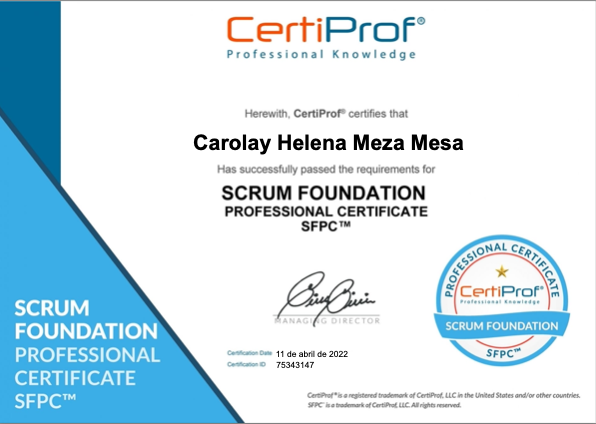 CertiProf®
Professional Knowledge
Herewith, CertiProf® certifies that
Carolay Helena Meza Mesa
Has successfully passed the requirements for
SCRUM FOUNDATION
PROFESSIONAL CERTIFICATE
SFPC™
MANAGING DIRECTOR
Certification Date 11 de abril de 2022
Certification ID 75343147
SCRUM
FOUNDATION
PROFESSIONAL
CERTIFICATE
SFPC™
PROFESSIONAL CERTIFICATE
CertiProf®
Professional Knowledge
SCRUM FOUNDATION
SFPC™
CertiProf® is a registered trademark of CertiProf, LLC in the United States and/or other countries.
SFPC™ is a trademark of CertiProf, LLC. All rights reserved.